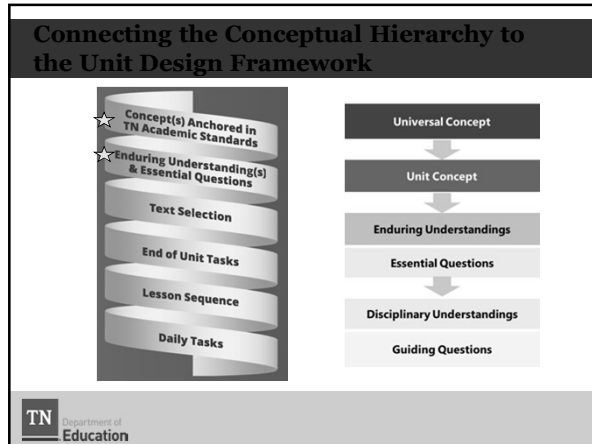 Connecting the Conceptual Hierarchy to
the Unit Design Framework
Concept(s) Anchored in
TN Academic Standards
Enduring Understanding(s)
& Essential Questions
Text Selection
End of Unit Tasks
Lesson Sequence
Daily Tasks
Universal Concept
Unit Concept
Enduring Understandings
Essential Questions
Disciplinary Understandings
Guiding Questions
TN
Department of
Education